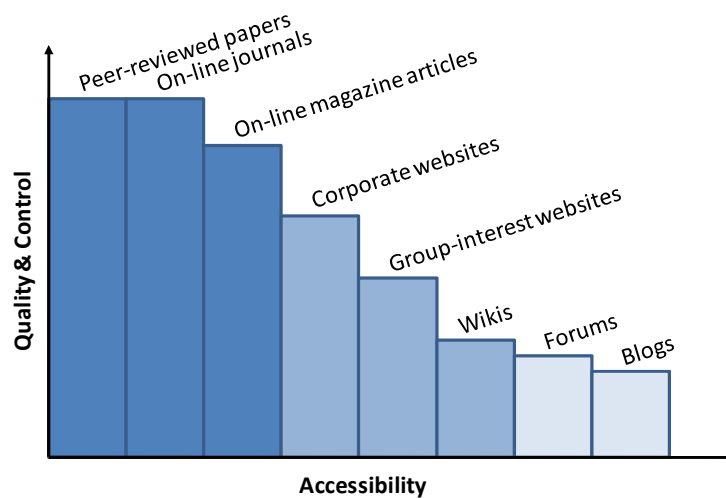 Peer-reviewed papers
On-line journals
On-line magazine articles
Corporate websites
Group-interest websites
Wikis
Forums
Blogs
Quality & Control
Accessibility